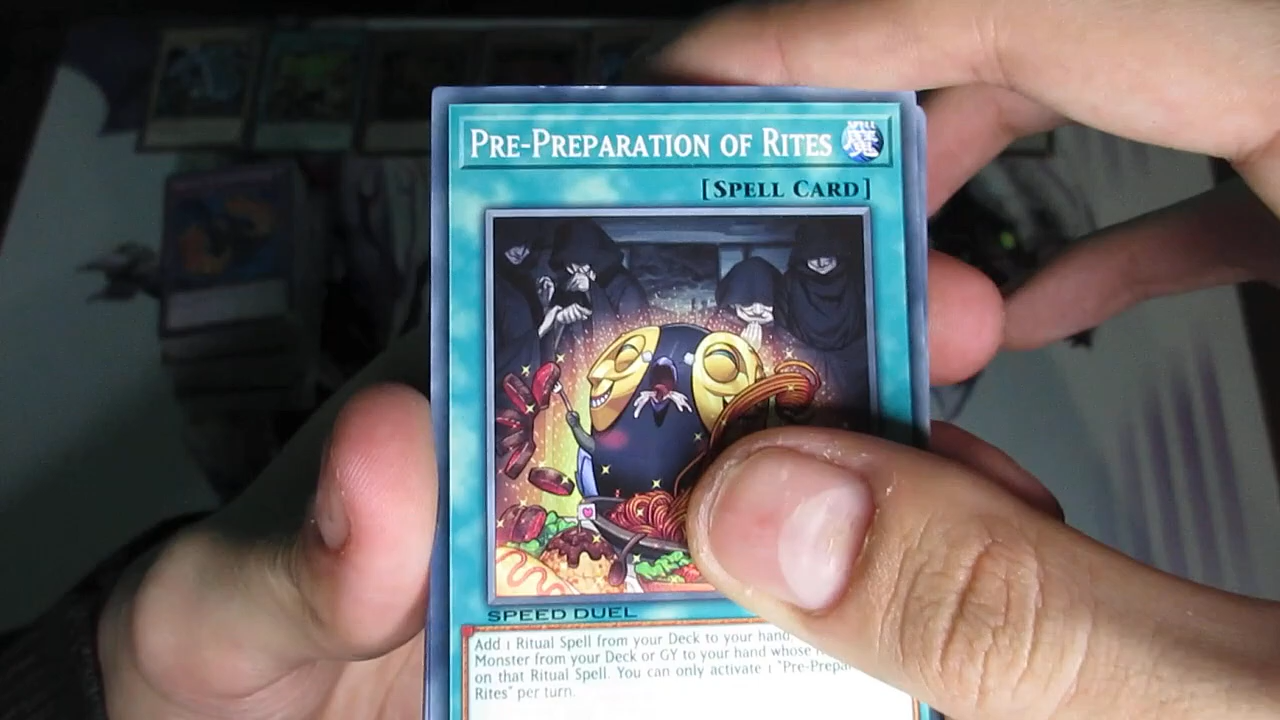 PRE-PREPARATION OF RITES
[SPELL CARD]
SPEED DUEL
Add 1 Ritual Spell from your Deck to your hand
Monster from your Deck or GY to your hand whose
on that Ritual Spell. You can only activate 1 "Pre-Prepar
Rites" per turn.